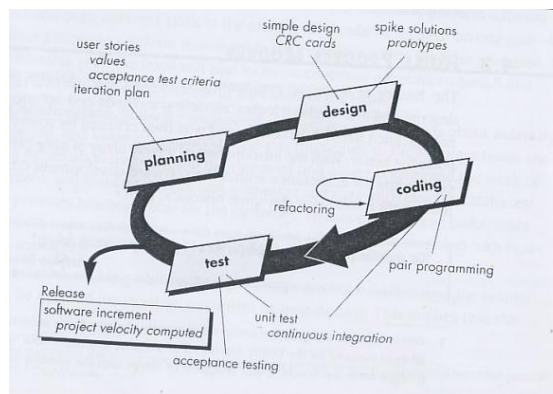 simple design
CRC cards
spike solutions
prototypes
user stories
values
acceptance test criteria
iteration plan
design
planning
coding
refactoring
test
pair programming
Release
software increment
project velocity computed
unit test
continuous integration
acceptance testing